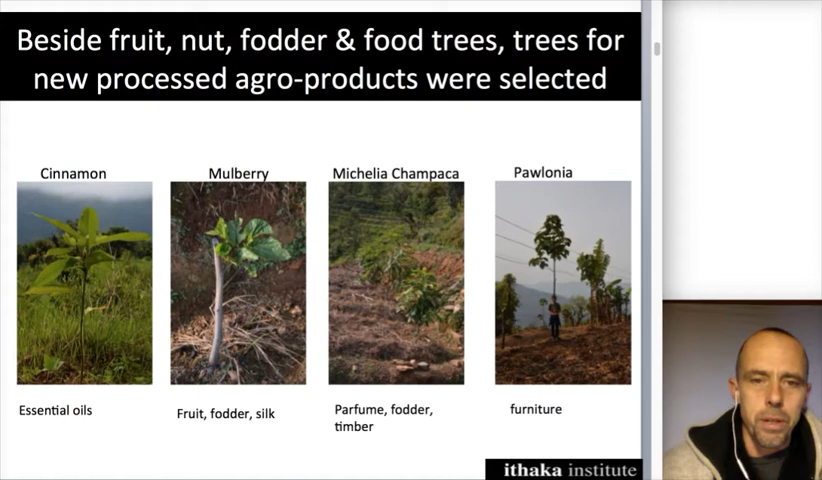 Beside fruit, nut, fodder & food trees, trees for
new processed agro-products were selected
Cinnamon
Mulberry
Michelia Champaca
Pawlonia
Essential oils
Fruit, fodder, silk
Parfume, fodder,
timber
furniture
ithaka institute